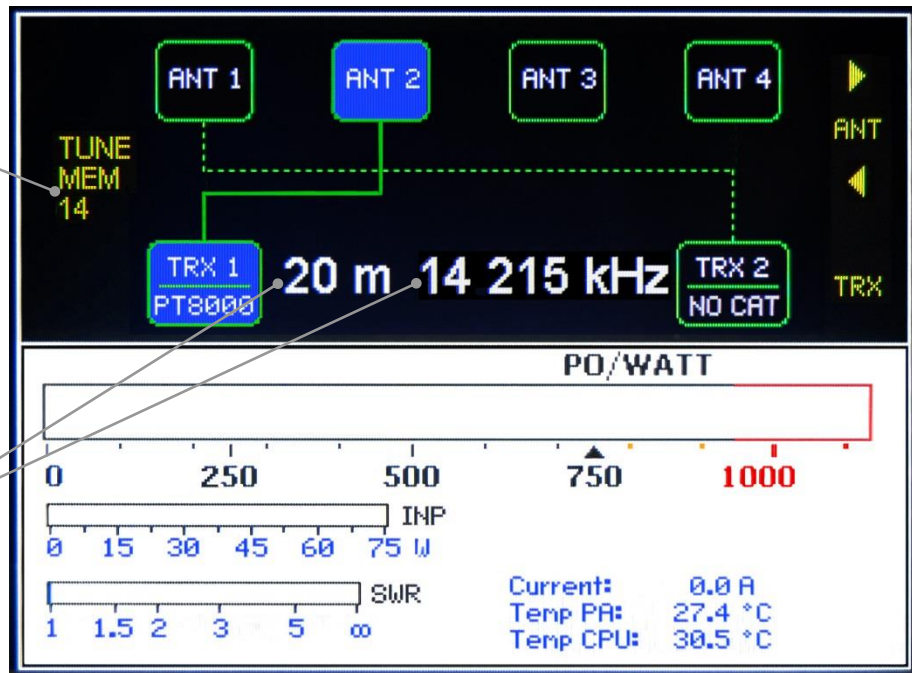 ANT 1 ANT 2 ANT 3 ANT 4
ANT
TUNE
MEM
14
TRX 1
PT8000
20 m 14 215 kHz
TRX 2
NO CAT
TRX
PO/WATT
0 250 500 750 1000
INP
0 15 30 45 60 75 W
SWR
1 1.5 2 3 5 ∞
Current: 0.0 A
Temp PA: 27.4 °C
Temp CPU: 30.5 °C